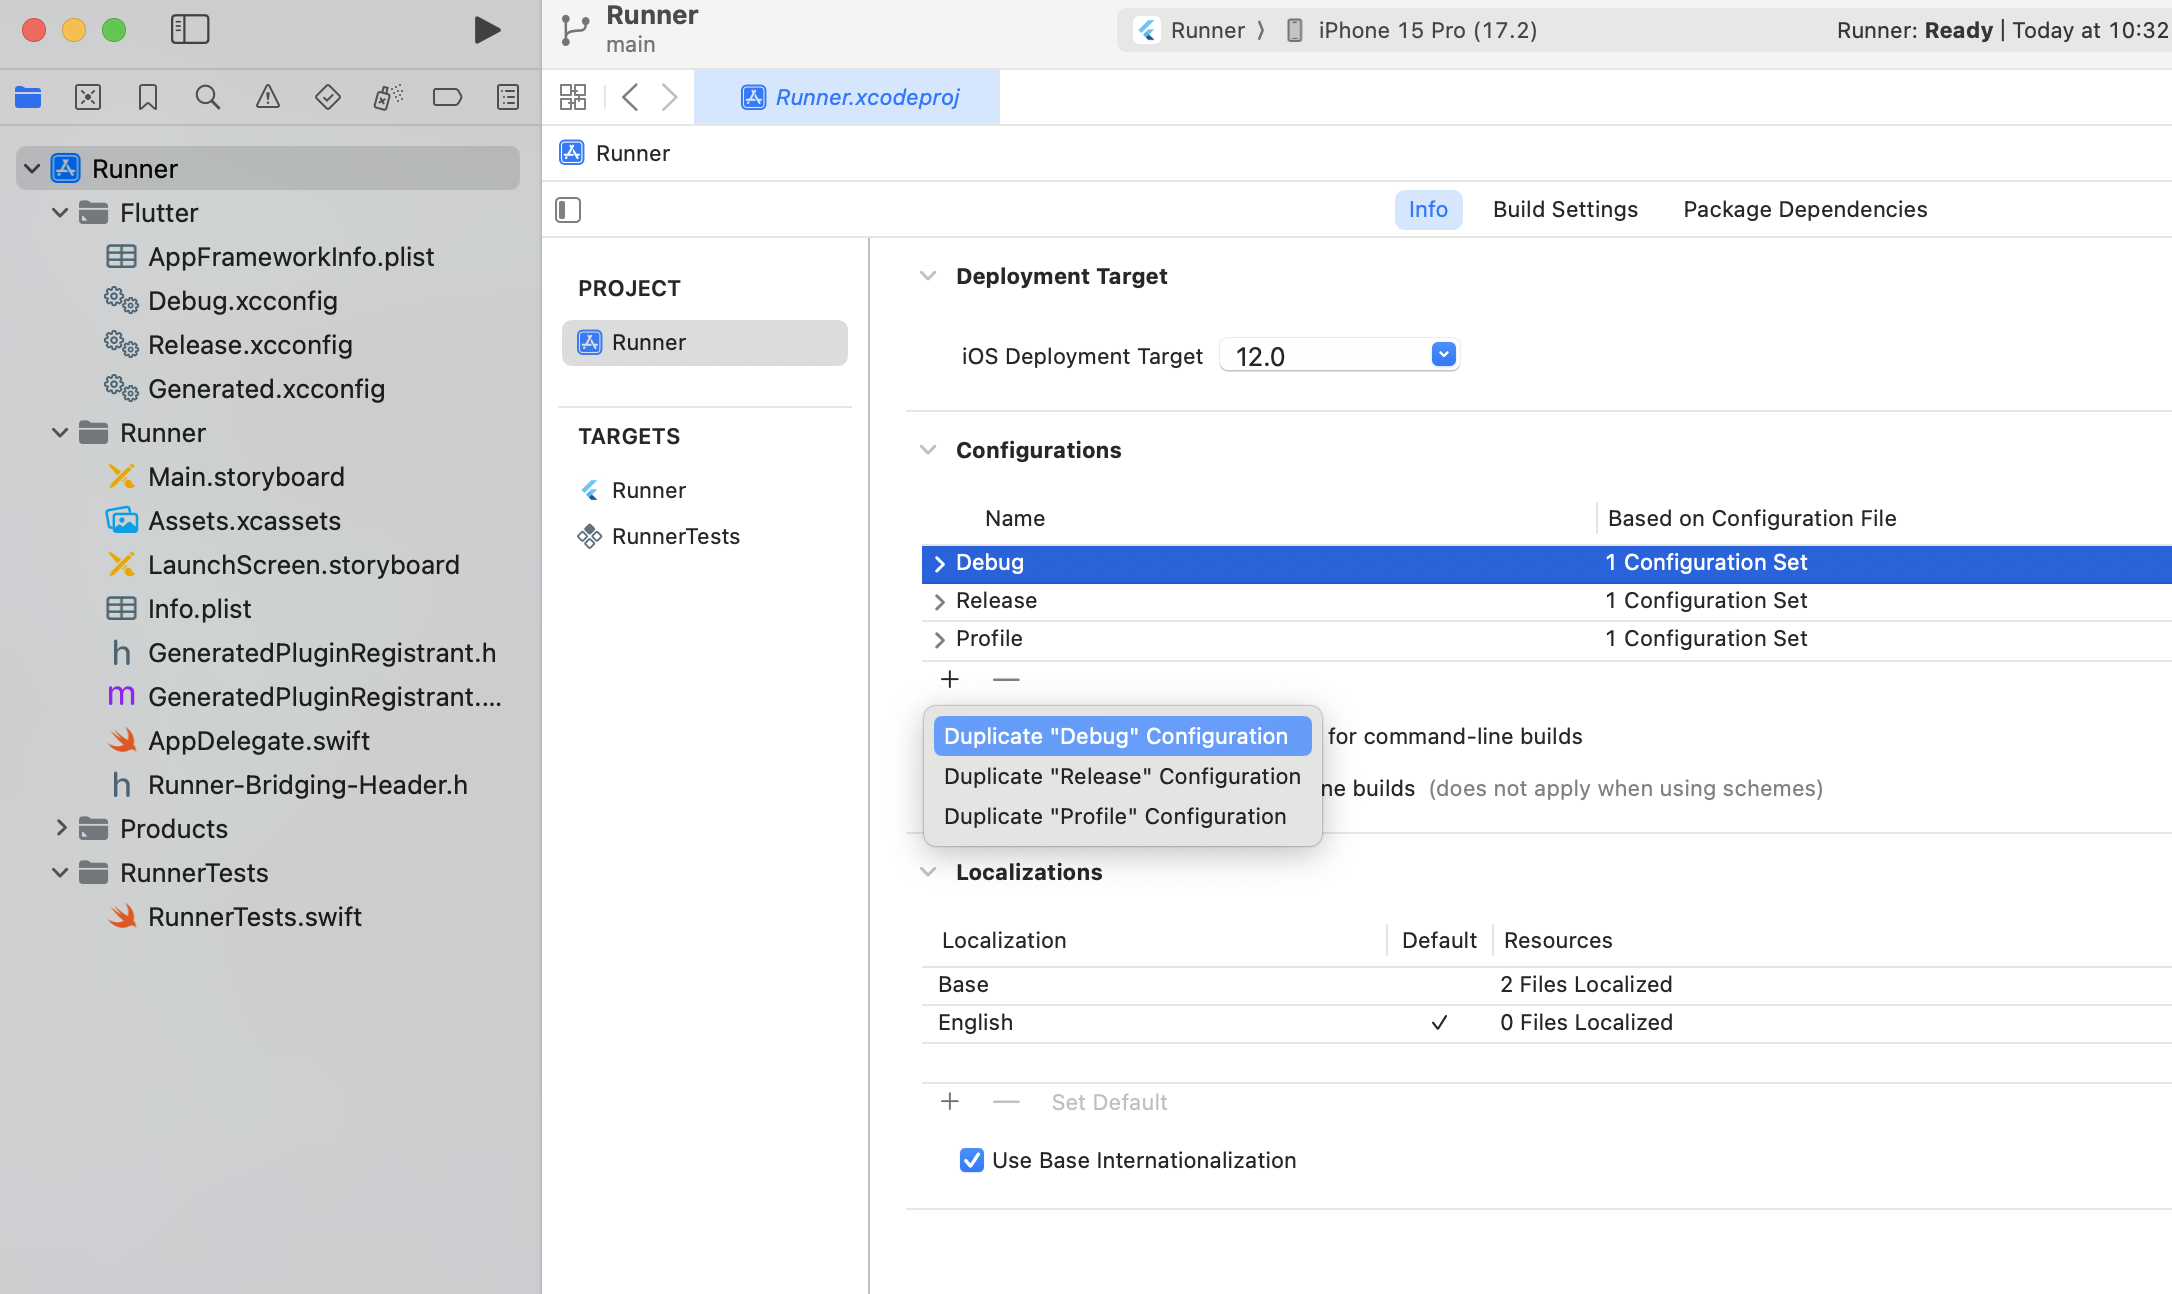 Runner
main
Runner
iPhone 15 Pro (17.2)
Runner: Ready | Today at 10:32
Runner.xcodeproj
Runner
Info
Build Settings
Package Dependencies
Runner
Flutter
AppFrameworkInfo.plist
Debug.xcconfig
Release.xcconfig
Generated.xcconfig
Runner
Main.storyboard
Assets.xcassets
LaunchScreen.storyboard
Info.plist
GeneratedPluginRegistrant.h
GeneratedPluginRegistrant....
AppDelegate.swift
Runner-Bridging-Header.h
Products
RunnerTests
RunnerTests.swift
PROJECT
Runner
TARGETS
Runner
RunnerTests
Deployment Target
iOS Deployment Target 12.0
Configurations
Name Based on Configuration File
Debug 1 Configuration Set
Release 1 Configuration Set
Profile 1 Configuration Set
Duplicate "Debug" Configuration
Duplicate "Release" Configuration
Duplicate "Profile" Configuration
for command-line builds
ne builds (does not apply when using schemes)
Localizations
Localization Default Resources
Base 2 Files Localized
English 0 Files Localized
Set Default
Use Base Internationalization